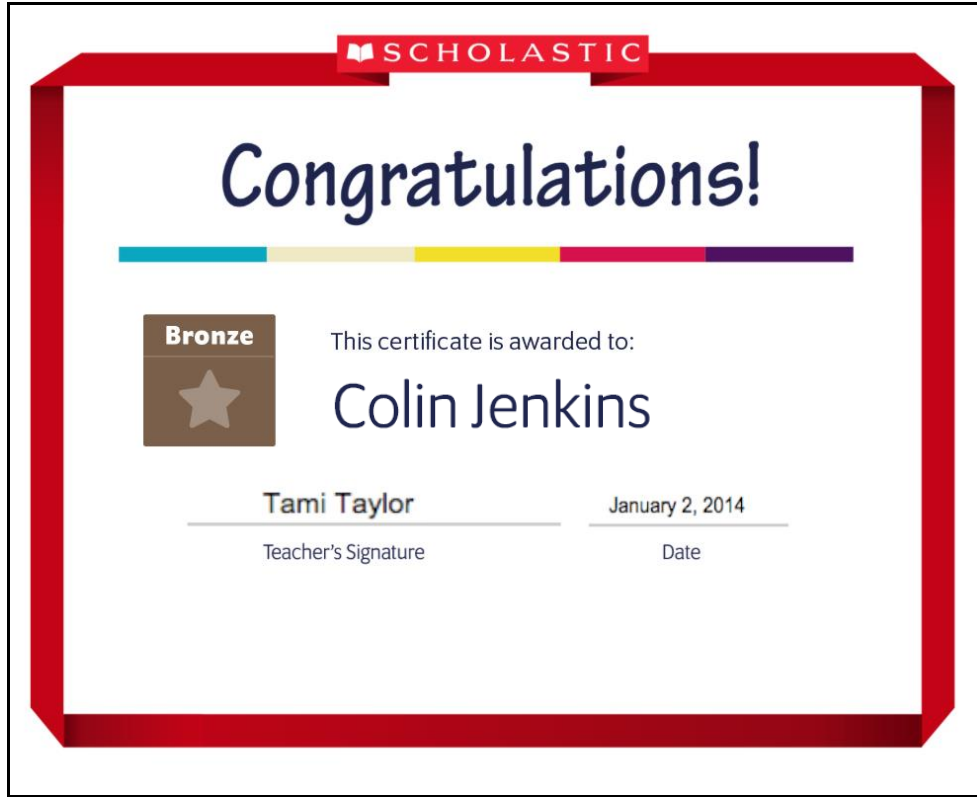 SCHOLASTIC
Congratulations!
Bronze
This certificate is awarded to:
Colin Jenkins
Tami Taylor
January 2, 2014
Teacher's Signature
Date